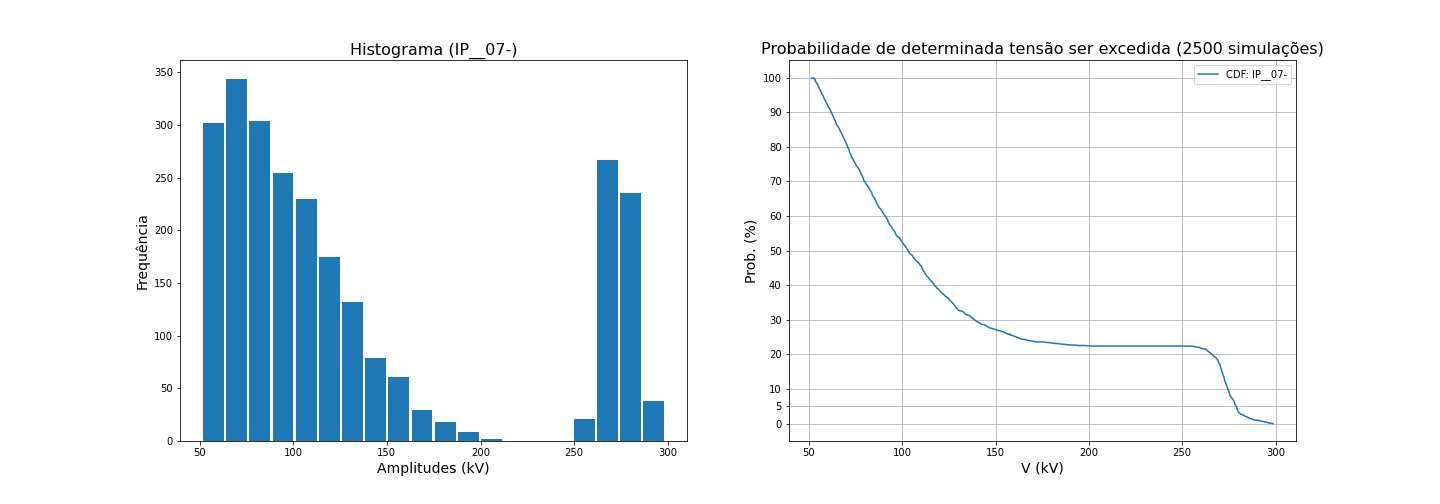 Histograma (IP__07-)
350
300
250
200
150
100
50
0
Frequência
50 100 150 200 250 300
Amplitudes (kV)
Probabilidade de determinada tensão ser excedida (2500 simulações)
CDF: IP__07-
100
90
80
70
60
50
40
30
20
10
5
0
Prob. (%)
50 100 150 200 250 300
V (kV)